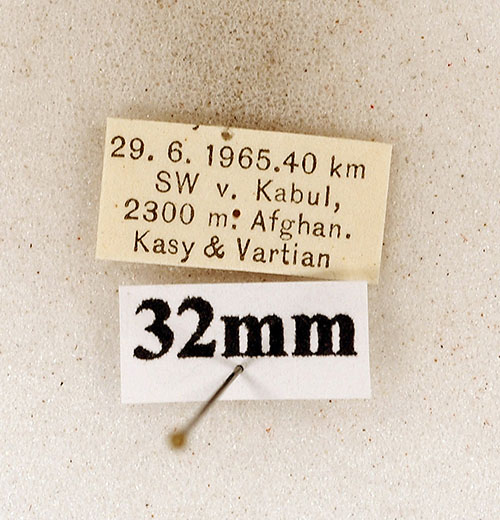 29. 6. 1965.40 km
SW v. Kabul,
2300 m. Afghan.
Kasy & Vartian
32mm